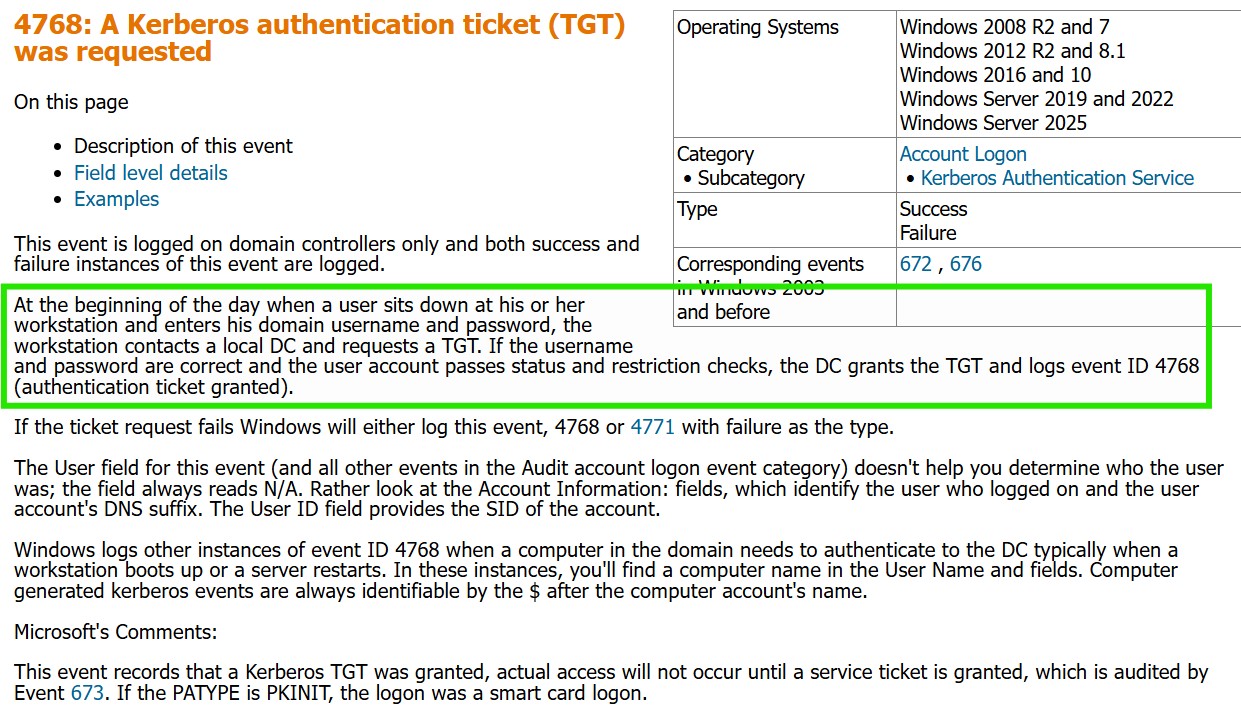 4768: A Kerberos authentication ticket (TGT)
was requested
On this page
• Description of this event
• Field level details
• Examples
This event is logged on domain controllers only and both success and
failure instances of this event are logged.
Operating Systems
Windows 2008 R2 and 7
Windows 2012 R2 and 8.1
Windows 2016 and 10
Windows Server 2019 and 2022
Windows Server 2025
Category
• Subcategory
Account Logon
• Kerberos Authentication Service
Type
Success
Failure
Corresponding events
in Windows 2003
and before
672 , 676
At the beginning of the day when a user sits down at his or her
workstation and enters his domain username and password, the
workstation contacts a local DC and requests a TGT. If the username
and password are correct and the user account passes status and restriction checks, the DC grants the TGT and logs event ID 4768
(authentication ticket granted).
If the ticket request fails Windows will either log this event, 4768 or 4771 with failure as the type.
The User field for this event (and all other events in the Audit account logon event category) doesn't help you determine who the user
was; the field always reads N/A. Rather look at the Account Information: fields, which identify the user who logged on and the user
account's DNS suffix. The User ID field provides the SID of the account.
Windows logs other instances of event ID 4768 when a computer in the domain needs to authenticate to the DC typically when a
workstation boots up or a server restarts. In these instances, you'll find a computer name in the User Name and fields. Computer
generated kerberos events are always identifiable by the $ after the computer account's name.
Microsoft's Comments:
This event records that a Kerberos TGT was granted, actual access will not occur until a service ticket is granted, which is audited by
Event 673. If the PATYPE is PKINIT, the logon was a smart card logon.